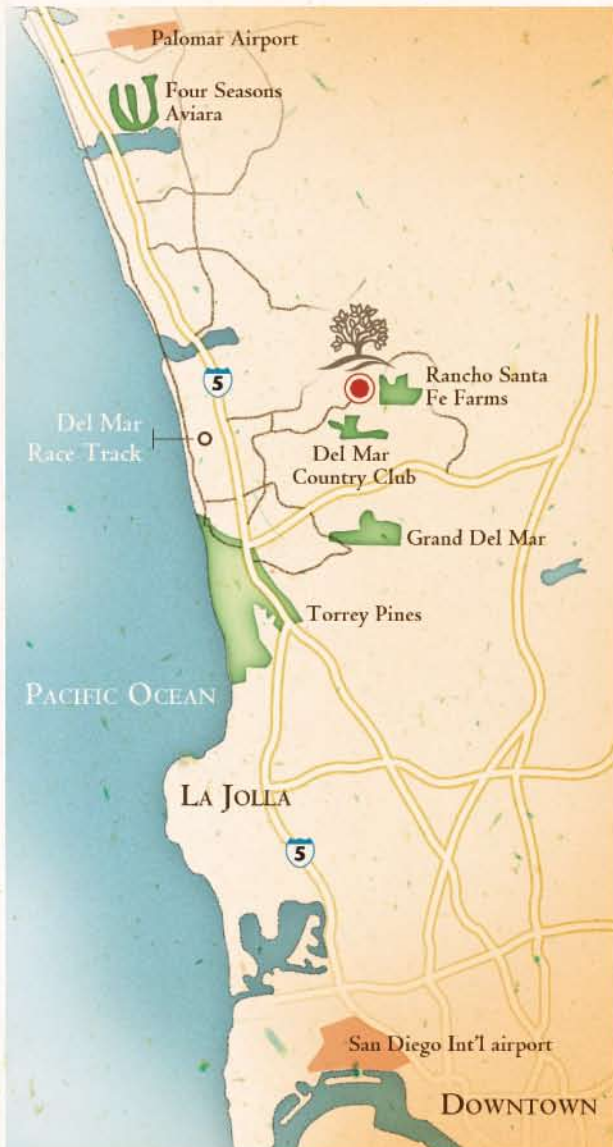 Palomar Airport
Four Seasons
Aviara
5
Rancho Santa
Fe Farms
Del Mar
Race Track
Del Mar
Country Club
Grand Del Mar
Torrey Pines
PACIFIC OCEAN
LA JOLLA
5
San Diego Int'l airport
DOWNTOWN